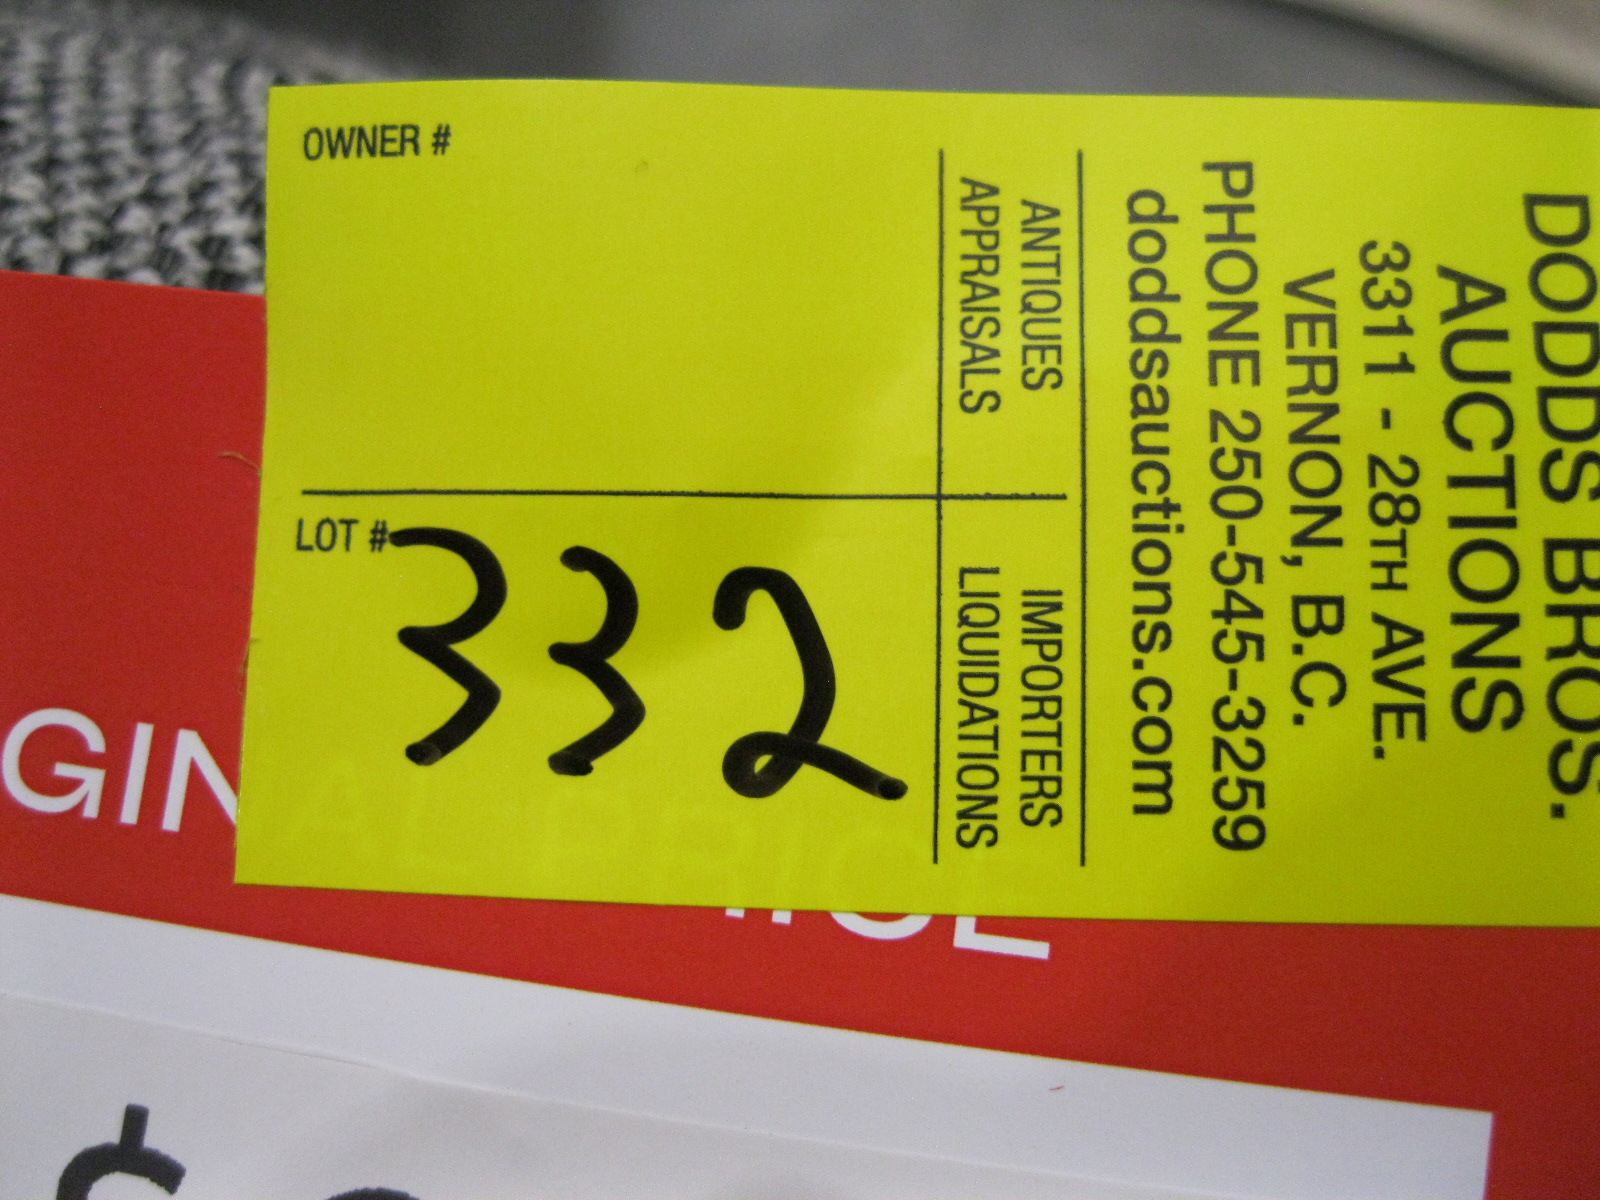 DODDS BROS.
AUCTIONS
3311 - 28TH AVE.
VERNON, B.C.
PHONE 250-545-3259
doddsauctions.com
ANTIQUES
APPRAISALS
IMPORTERS
LIQUIDATIONS
OWNER #
LOT # 332
$